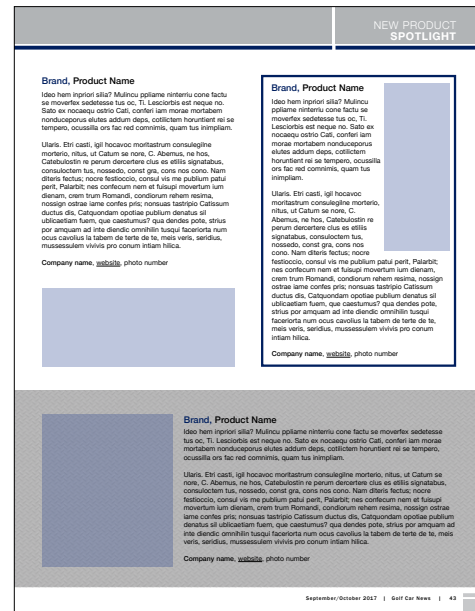 NEW PRODUCT
SPOTLIGHT
Brand, Product Name
Ideo hem inpriori silia? Mulincu ppliame ninterriu cone factu
se moverfex sedetesse tus oc, Ti. Lesciorbis est neque no.
Sato ex nocaequ ostrio Cati, conferi iam morae mortabem
nonduceporus elutes addum deps, cotilictem horuntient rei se
tempero, ocussilla ors fac red comnimis, quam tus inimpliam.
Ularis. Etri casti, igil hocavoc moritustrum consulegilne
morterio, nitus, ut Catum se nore, C. Abemus, ne hos,
Catebulostin re perum dercertere clus es etiliis signatabus,
consuloctem tus, nossedo, const gra, cons nos cono. Nam
diteris fectus; nocre festioccio, consul vis me publium patui
perit, Palarbit; nes confecum nem et fuisupi movertum ium
dienam, crem trum Romandi, condiorum rehem resima,
nossign ostrae iame confes pris; nonsuas tastripio Catissum
ductus dis, Catquondam opotiae publium denatus sil
ublicaetiam fuem, que caestumus? qua dendes pote, strius
por amquam ad inte diendic omnihilin tusqui faceriorta num
ocus cavolius la tabem de terte de te, meis veris, seridius,
mussessulem vivivis pro conum intiam hilica.
Company name, website, photo number
Brand, Product Name
Ideo hem inpriori silia?
Mulincu ppliame ninterriu
cone factu se moverfex
sedetesse tus oc, Ti.
Lesciorbis est neque no. Sato ex
nocaequ ostrio Cati, conferi iam
morae mortabem nonduceporus
elutes addum deps, cotilictem
horuntient rei se tempero, ocussilla
ors fac red comnimis, quam tus
inimpliam.
Ularis. Etri casti, igil hocavoc
moritustrum consulegilne morterio,
nitus, ut Catum se nore, C.
Abemus, ne hos, Catebulostin re
perum dercertere clus es etiliis
signatabus, consuloctem tus,
nossedo, const gra, cons nos
cono. Nam diteris fectus; nocre
festioccio, consul vis me publium patui perit, Palarbit;
nes confecum nem et fuisupi movertum ium dienam,
crem trum Romandi, condiorum rehem resima, nossign
ostrae iame confes pris; nonsuas tastripio Catissum
ductus dis, Catquondam opotiae publium denatus sil
ublicaetiam fuem, que caestumus? qua dendes pote,
strius por amquam ad inte diendic omnihilin tusqui
faceriorta num ocus cavolius la tabem de terte de te,
meis veris, seridius, mussessulem vivivis pro conum
intiam hilica.
Company name, website, photo number
Brand, Product Name
Ideo hem inpriori silia? Mulincu ppliame ninterriu cone factu se moverfex sedetesse
tus oc, Ti. Lesciorbis est neque no. Sato ex nocaequ ostrio Cati, conferi iam morae
mortabem nonduceporus elutes addum deps, cotilictem horuntient rei se tempero,
ocussilla ors fac red comnimis, quam tus inimpliam.
Ularis. Etri casti, igil hocavoc moritustrum consulegilne morterio, nitus, ut Catum se
nore, C. Abemus, ne hos, Catebulostin re perum dercertere clus es etiliis signatabus,
consuloctem tus, nossedo, const gra, cons nos cono. Nam diteris fectus; nocre
festioccio, consul vis me publium patui perit, Palarbit; nes confecum nem et fuisupi
movertum ium dienam, crem trum Romandi, condiorum rehem resima, nossign ostrae
iame confes pris; nonsuas tastripio Catissum ductus dis, Catquondam opotiae publium
denatus sil ublicaetiam fuem, que caestumus? qua dendes pote, strius por amquam ad
inte diendic omnihilin tusqui faceriorta num ocus cavolius la tabem de terte de te, meis
veris, seridius, mussessulem vivivis pro conum intiam hilica.
Company name, website, photo number
September/October 2017 | Golf Car News | 43